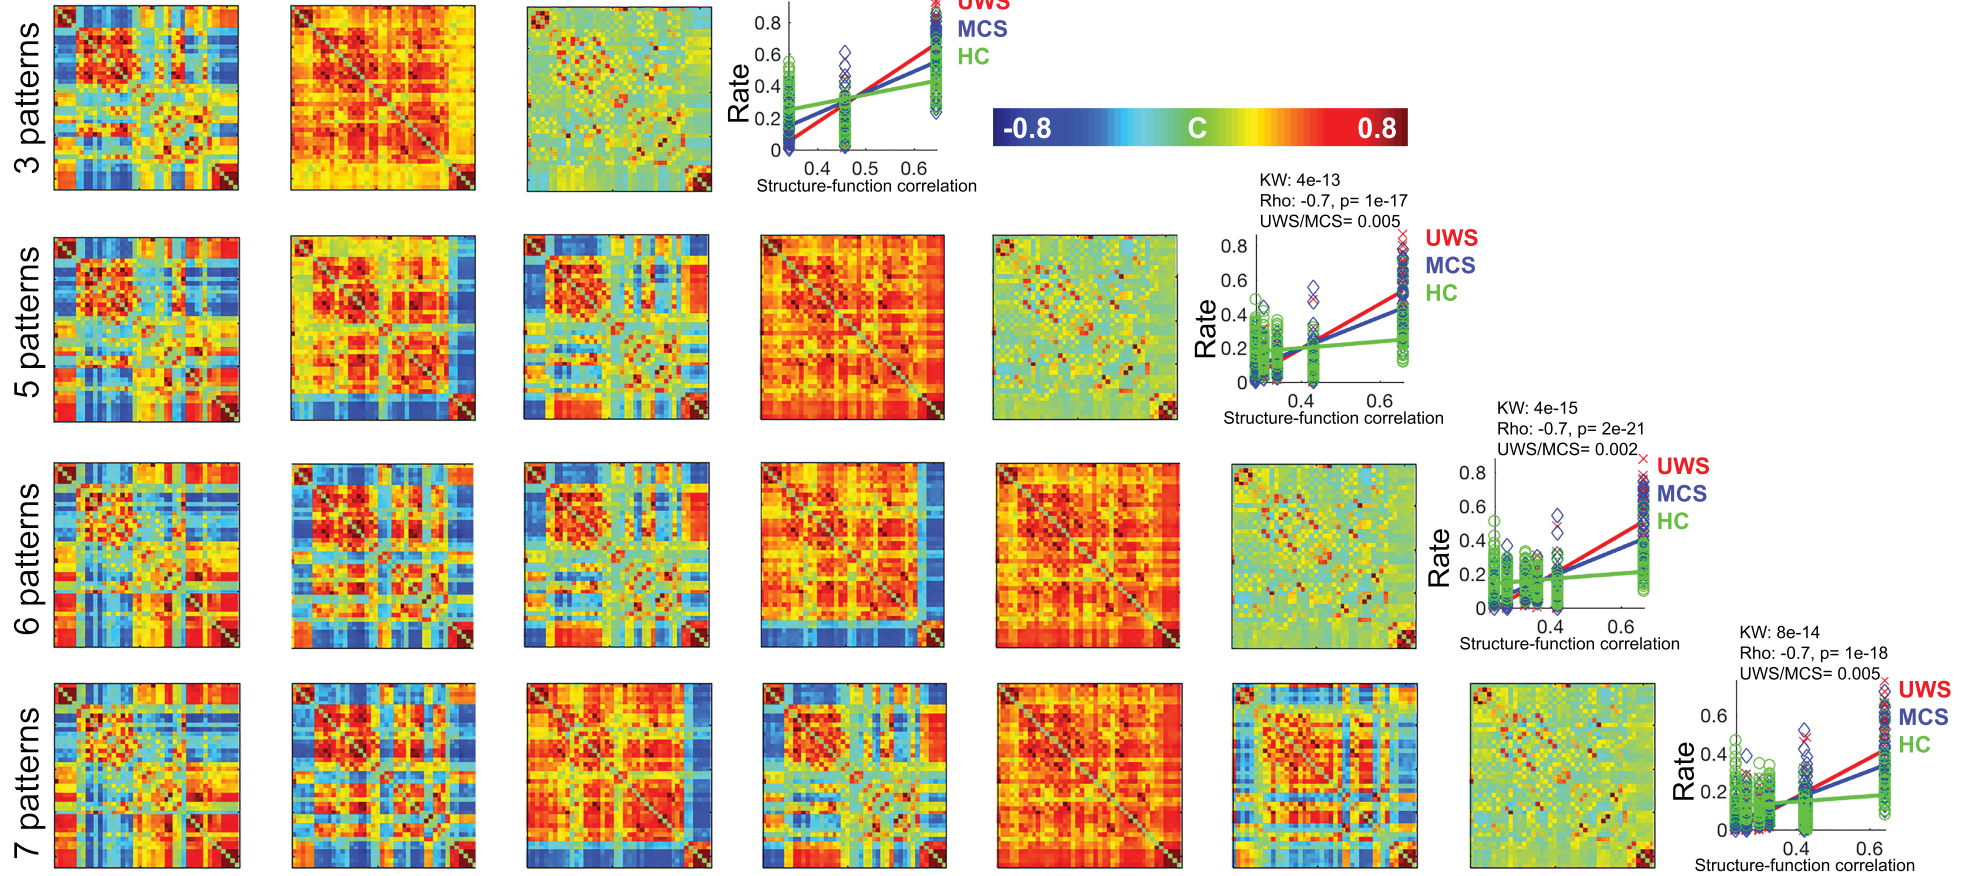 3 patterns
Rate
0.8
0.6
0.4
0.2
0
0.4 0.5 0.6
Structure-function correlation
UWS
MCS
HC
-0.8 C 0.8
5 patterns
KW: 4e-13
Rho: -0.7, p= 1e-17
UWS/MCS= 0.005
Rate
0.8
0.6
0.4
0.2
0
0.4 0.6
Structure-function correlation
UWS
MCS
HC
6 patterns
KW: 4e-15
Rho: -0.7, p= 2e-21
UWS/MCS= 0.002
Rate
0.8
0.6
0.4
0.2
0
0.4 0.6
Structure-function correlation
UWS
MCS
HC
7 patterns
KW: 8e-14
Rho: -0.7, p= 1e-18
UWS/MCS= 0.005
Rate
0.6
0.4
0.2
0
0.4 0.6
Structure-function correlation
UWS
MCS
HC